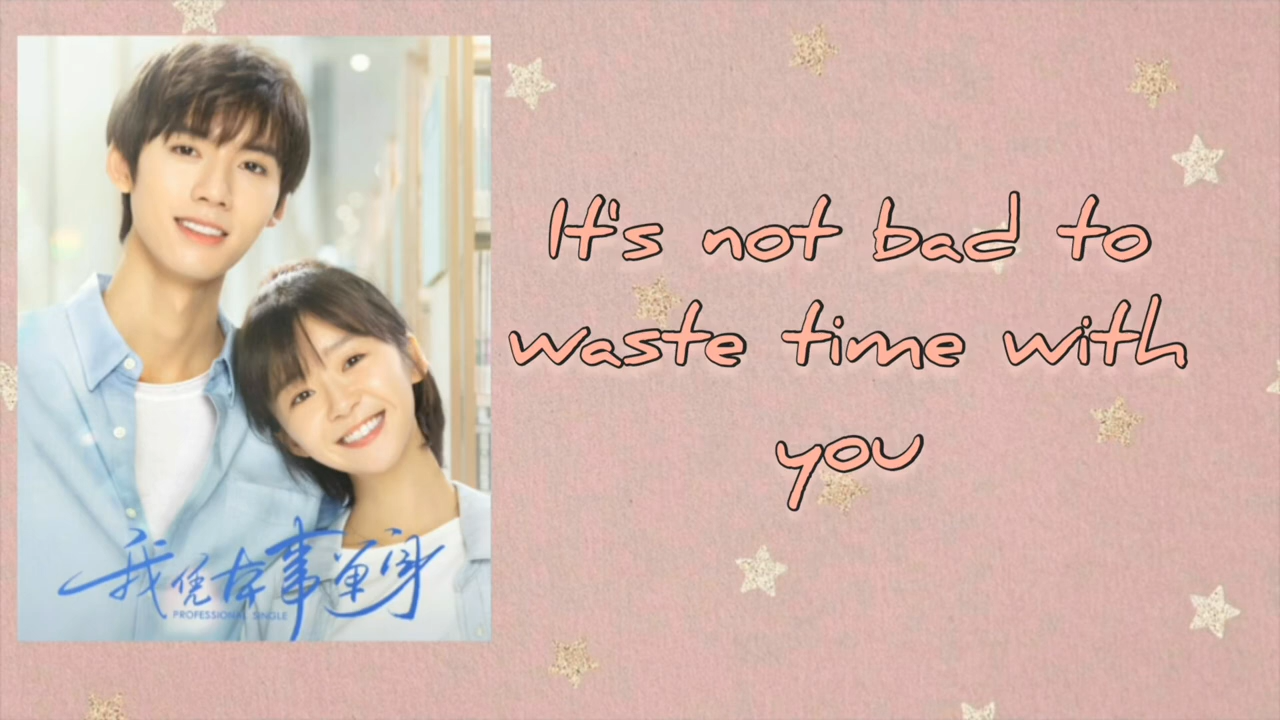 我凭本事单身
PROFESSIONAL SINGLE
It's not bad to
waste time with
you